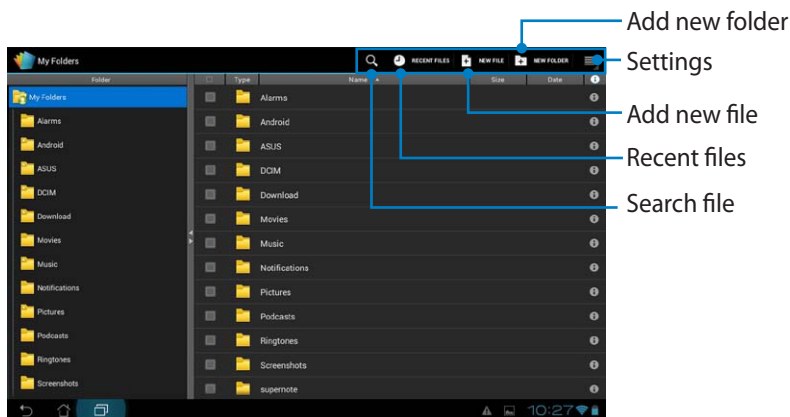 Add new folder
My Folders
RECENT FILES NEW FILE NEW FOLDER
Settings
Folder Type Name Size Date
My Folders
Alarms
Android
ASUS
DCIM
Download
Movies
Music
Notifications
Pictures
Podcasts
Ringtones
Screenshots
Alarms
Android
ASUS
DCIM
Download
Movies
Music
Notifications
Pictures
Podcasts
Ringtones
Screenshots
supernote
Add new file
Recent files
Search file
10:27